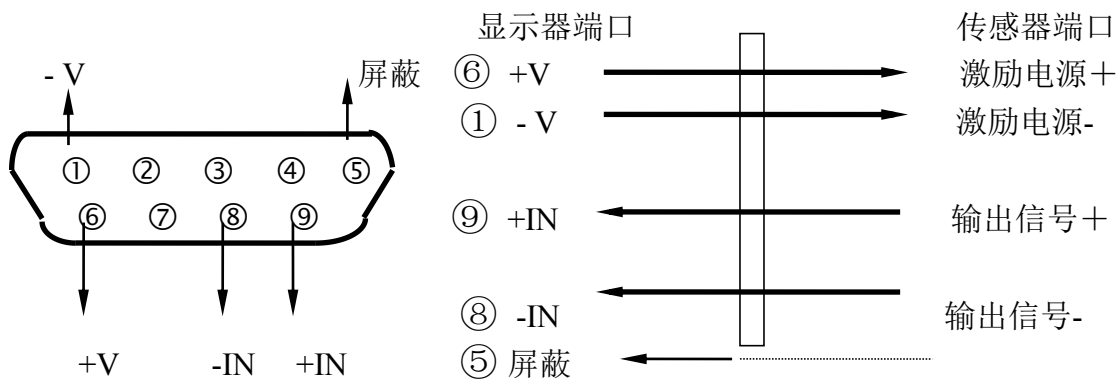 - V
屏蔽
① ② ③ ④ ⑤
⑥ ⑦ ⑧ ⑨
+V -IN +IN
显示器端口 传感器端口
⑥ +V 激励电源＋
① - V 激励电源-
⑨ +IN 输出信号＋
⑧ -IN 输出信号-
⑤ 屏蔽